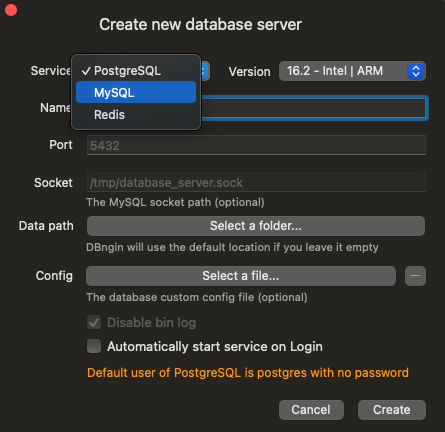 Create new database server
Service
✓ PostgreSQL
MySQL
Redis
Version 16.2 - Intel | ARM
Name
Port 5432
Socket /tmp/database_server.sock
The MySQL socket path (optional)
Data path Select a folder...
DBngin will use the default location if you leave it empty
Config Select a file... −
The database custom config file (optional)
Disable bin log
Automatically start service on Login
Default user of PostgreSQL is postgres with no password
Cancel Create